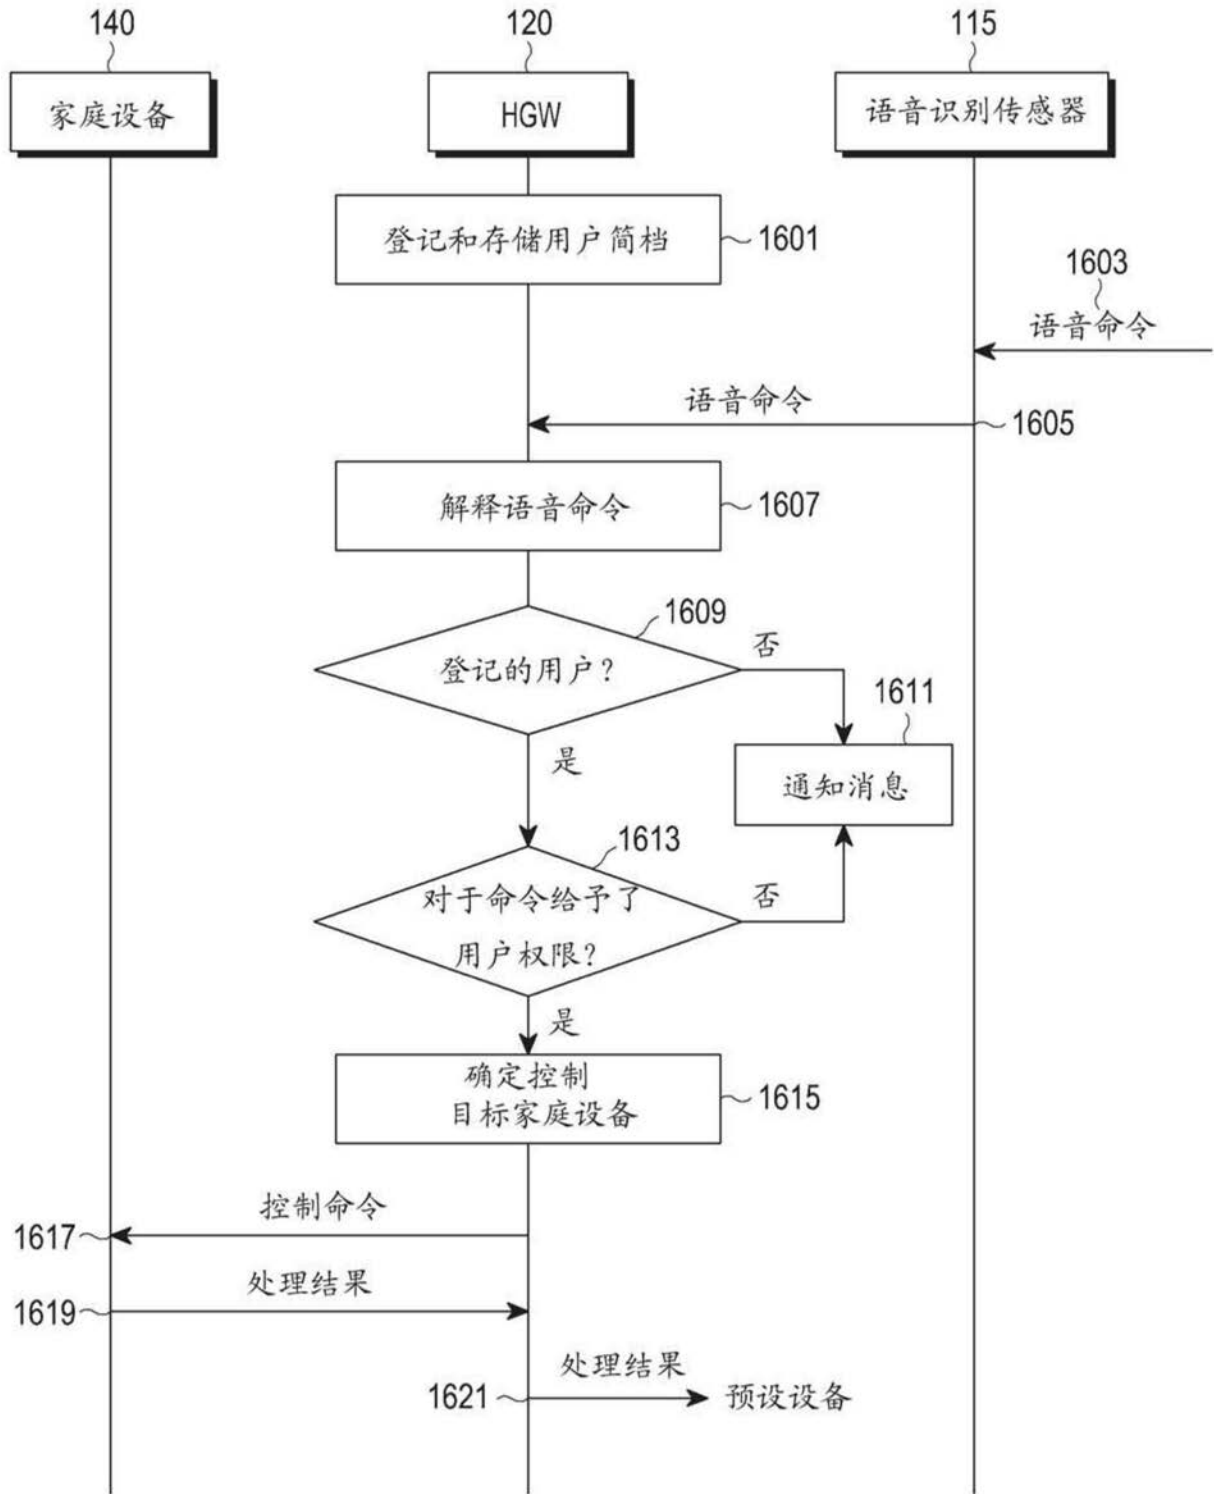 140
120
115
家庭设备
HGW
语音识别传感器
登记和存储用户简档
1601
1603
语音命令
语音命令
1605
解释语音命令
1607
1609
登记的用户?
否
1611
是
通知消息
1613
对于命令给予了
用户权限?
否
是
确定控制
目标家庭设备
1615
控制命令
1617
处理结果
1619
处理结果
1621
预设设备